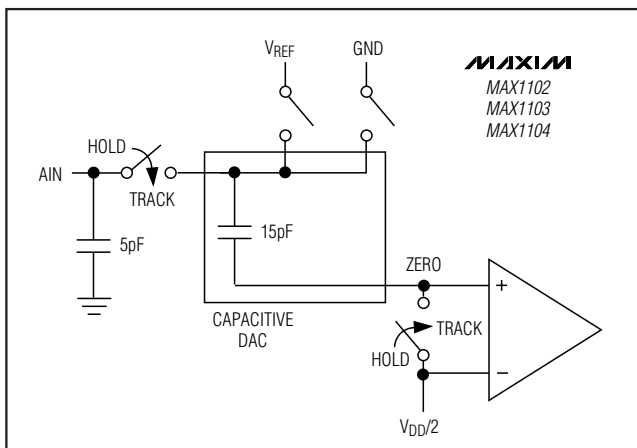 VREF
GND
MAXIM
MAX1102
MAX1103
MAX1104
HOLD
AIN
TRACK
5pF
15pF
ZERO
CAPACITIVE
DAC
+
TRACK
HOLD
−
VDD/2